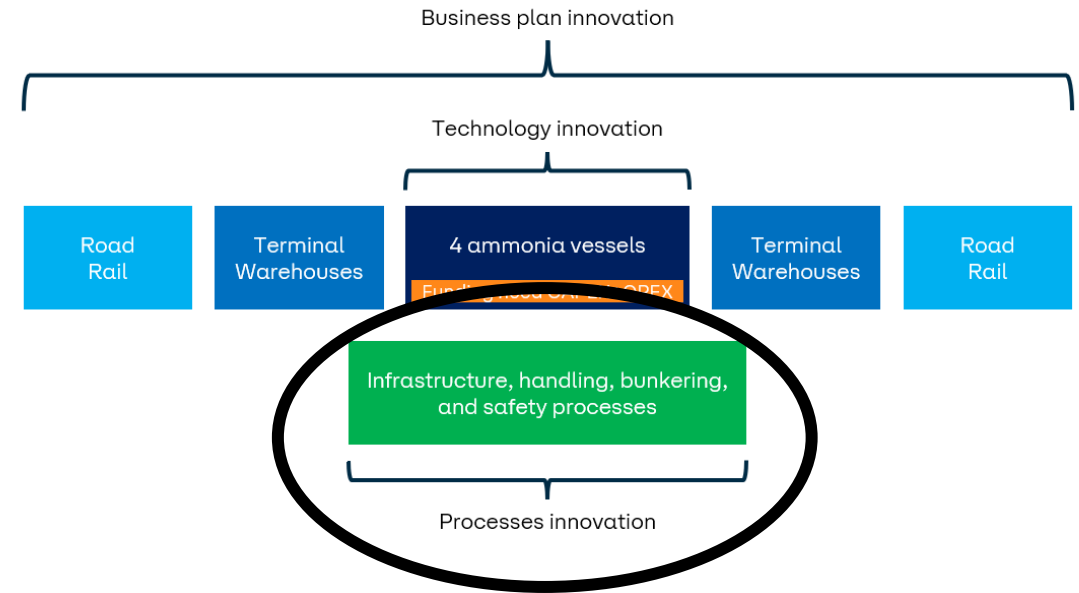 Business plan innovation
Technology innovation
Road
Rail
Terminal
Warehouses
4 ammonia vessels
Terminal
Warehouses
Road
Rail
OPEX
Infrastructure, handling, bunkering,
and safety processes
Processes innovation